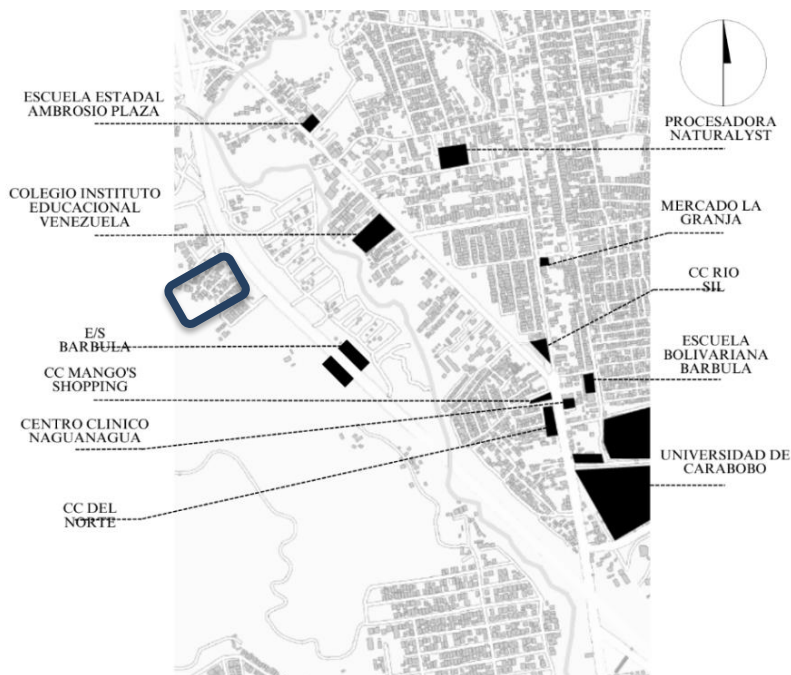 ESCUELA ESTADAL
AMBROSIO PLAZA
COLEGIO INSTITUTO
EDUCACIONAL
VENEZUELA
E/S
BARBULA
CC MANGO'S
SHOPPING
CENTRO CLINICO
NAGUANAGUA
CC DEL
NORTE
PROCESADORA
NATURALYST
MERCADO LA
GRANJA
CC RIO
SIL
ESCUELA
BOLIVARIANA
BARBULA
UNIVERSIDAD DE
CARABOBO